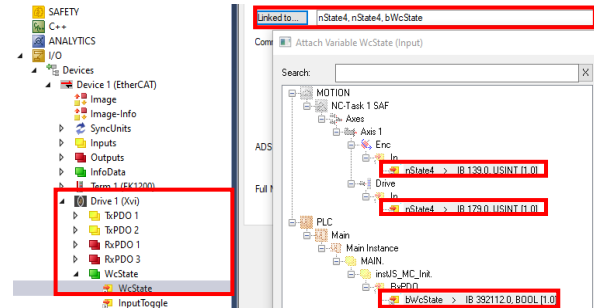 SAFETY
C++
ANALYTICS
I/O
Devices
Device 1 (EtherCAT)
Image
Image-Info
SyncUnits
Inputs
Outputs
InfoData
Term 1 (EK1200)
Drive 1 (Xvi)
TxPDO 1
TxPDO 2
RxPDO 1
RxPDO 3
WcState
WcState
InputToggle
Linked to...
nState4, nState4, bWcState
Com
ADS
Full
Attach Variable WcState (Input)
Search:
X
MOTION
NC-Task 1 SAF
Axes
Axis 1
Enc
In
nState4 > IB 139.0, USINT [1.0]
Drive
In
nState4 > IB 179.0, USINT [1.0]
PLC
Main
Main Instance
MAIN.
instJS_MC_Init.
RxPDO
bWcState > IB 392112.0, BOOL [1.0]